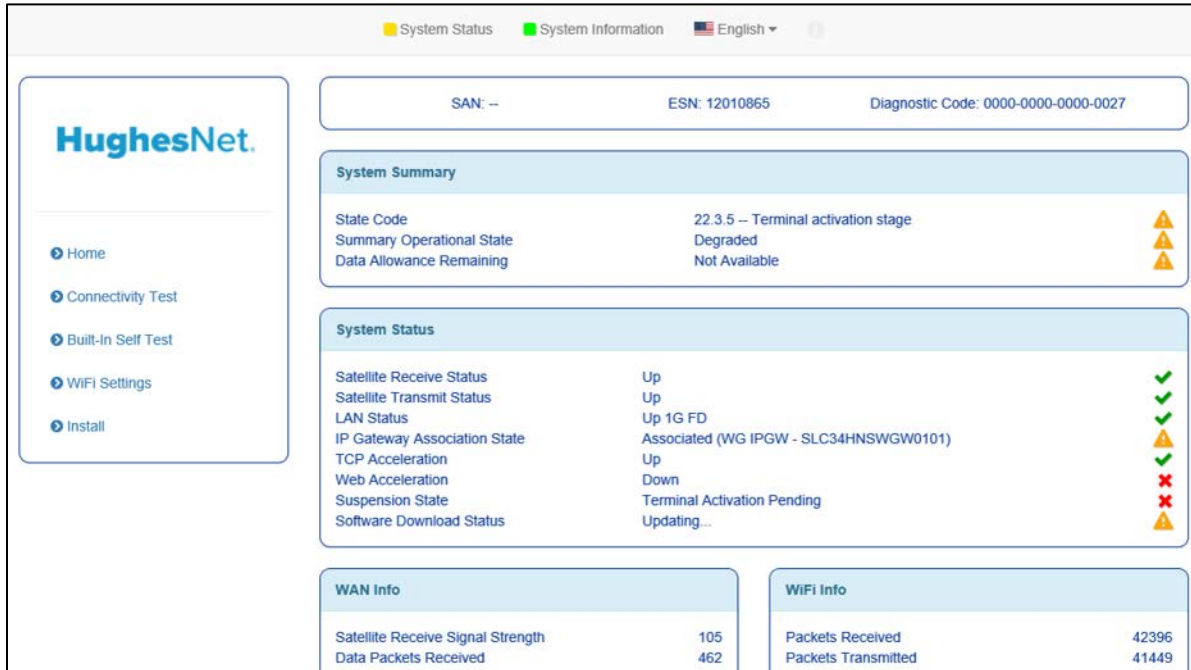 System Status System Information English
HughesNet.
Home
Connectivity Test
Built-In Self Test
WiFi Settings
Install
SAN: -- ESN: 12010865 Diagnostic Code: 0000-0000-0000-0027
System Summary
State Code 22.3.5 -- Terminal activation stage
Summary Operational State Degraded
Data Allowance Remaining Not Available
System Status
Satellite Receive Status Up
Satellite Transmit Status Up
LAN Status Up 1G FD
IP Gateway Association State Associated (WG IPGW - SLC34HNSWGW0101)
TCP Acceleration Up
Web Acceleration Down
Suspension State Terminal Activation Pending
Software Download Status Updating...
WAN Info
Satellite Receive Signal Strength 105
Data Packets Received 462
WiFi Info
Packets Received 42396
Packets Transmitted 41449